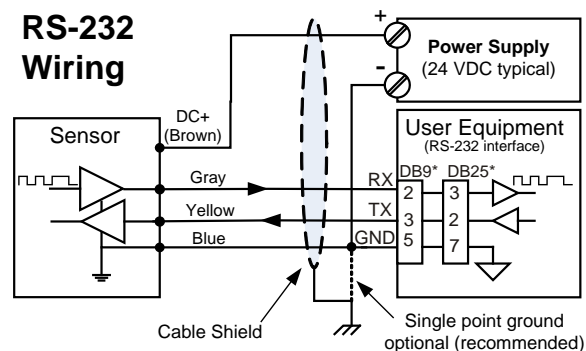 RS-232
Wiring
+
-
Power Supply
(24 VDC typical)
DC+
(Brown)
Sensor
User Equipment
(RS-232 interface)
DB9* DB25*
Gray
RX
2
3
Yellow
TX
3
2
Blue
GND
5
7
Cable Shield
Single point ground
optional (recommended)